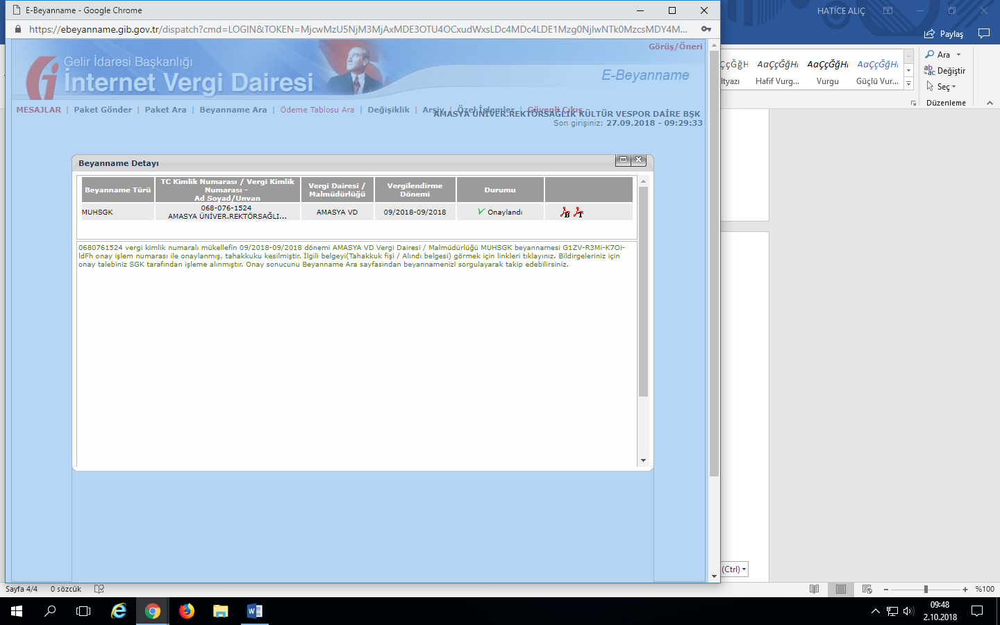 E-Beyanname - Google Chrome
https://ebeyanname.gib.gov.tr/dispatch?cmd=LOGIN&TOKEN=
HATİCE ALIÇ
Paylaş
Görüş/Öneri
Gelir İdaresi Başkanlığı
İnternet Vergi Dairesi
E-Beyanname
MESAJLAR | Paket Gönder | Paket Ara | Beyanname Ara | Ödeme Tablosu Ara | Değişiklik | Arşiv | Özel İşlemler | Güvenli Çıkış
AMASYA ÜNİVER.REKTÖRSAĞLIK KÜLTÜR VESPOR DAİRE BŞK
Son girişiniz: 27.09.2018 - 09:29:33
Beyanname Detayı
Beyanname Türü
TC Kimlik Numarası / Vergi Kimlik
Numarası -
Ad Soyad/Unvan
Vergi Dairesi /
Malmüdürlüğü
Vergilendirme
Dönemi
Durumu
MUHSGK
068-076-1524
AMASYA ÜNİVER.REKTÖRSAĞLI...
AMASYA VD
09/2018-09/2018
Onaylandı
B T
0680761524 vergi kimlik numaralı mükellefin 09/2018-09/2018 dönemi AMASYA VD Vergi Dairesi / Malmüdürlüğü MUHSGK beyannamesi G1ZV-R3Mi-K7Oi-
ldFh onay işlem numarası ile onaylanmış, tahakkuku kesilmiştir. İlgili belgeyi(Tahakkuk fişi / Alındı belgesi) görmek için linkleri tıklayınız. Bildirgeleriniz için
onay talebiniz SGK tarafından işleme alınmıştır. Onay sonucunu Beyanname Ara sayfasından beyannamenizi sorgulayarak takip edebilirsiniz.
AaÇçĞğHı AaÇçĞğHı AaÇçĞğHı
ltyazı Hafif Vurg... Vurgu Güçlü Vur...
Ara
Değiştir
Seç
Düzenleme
(Ctrl)
Sayfa 4/4 0 sözcük
%100
09:48
2.10.2018